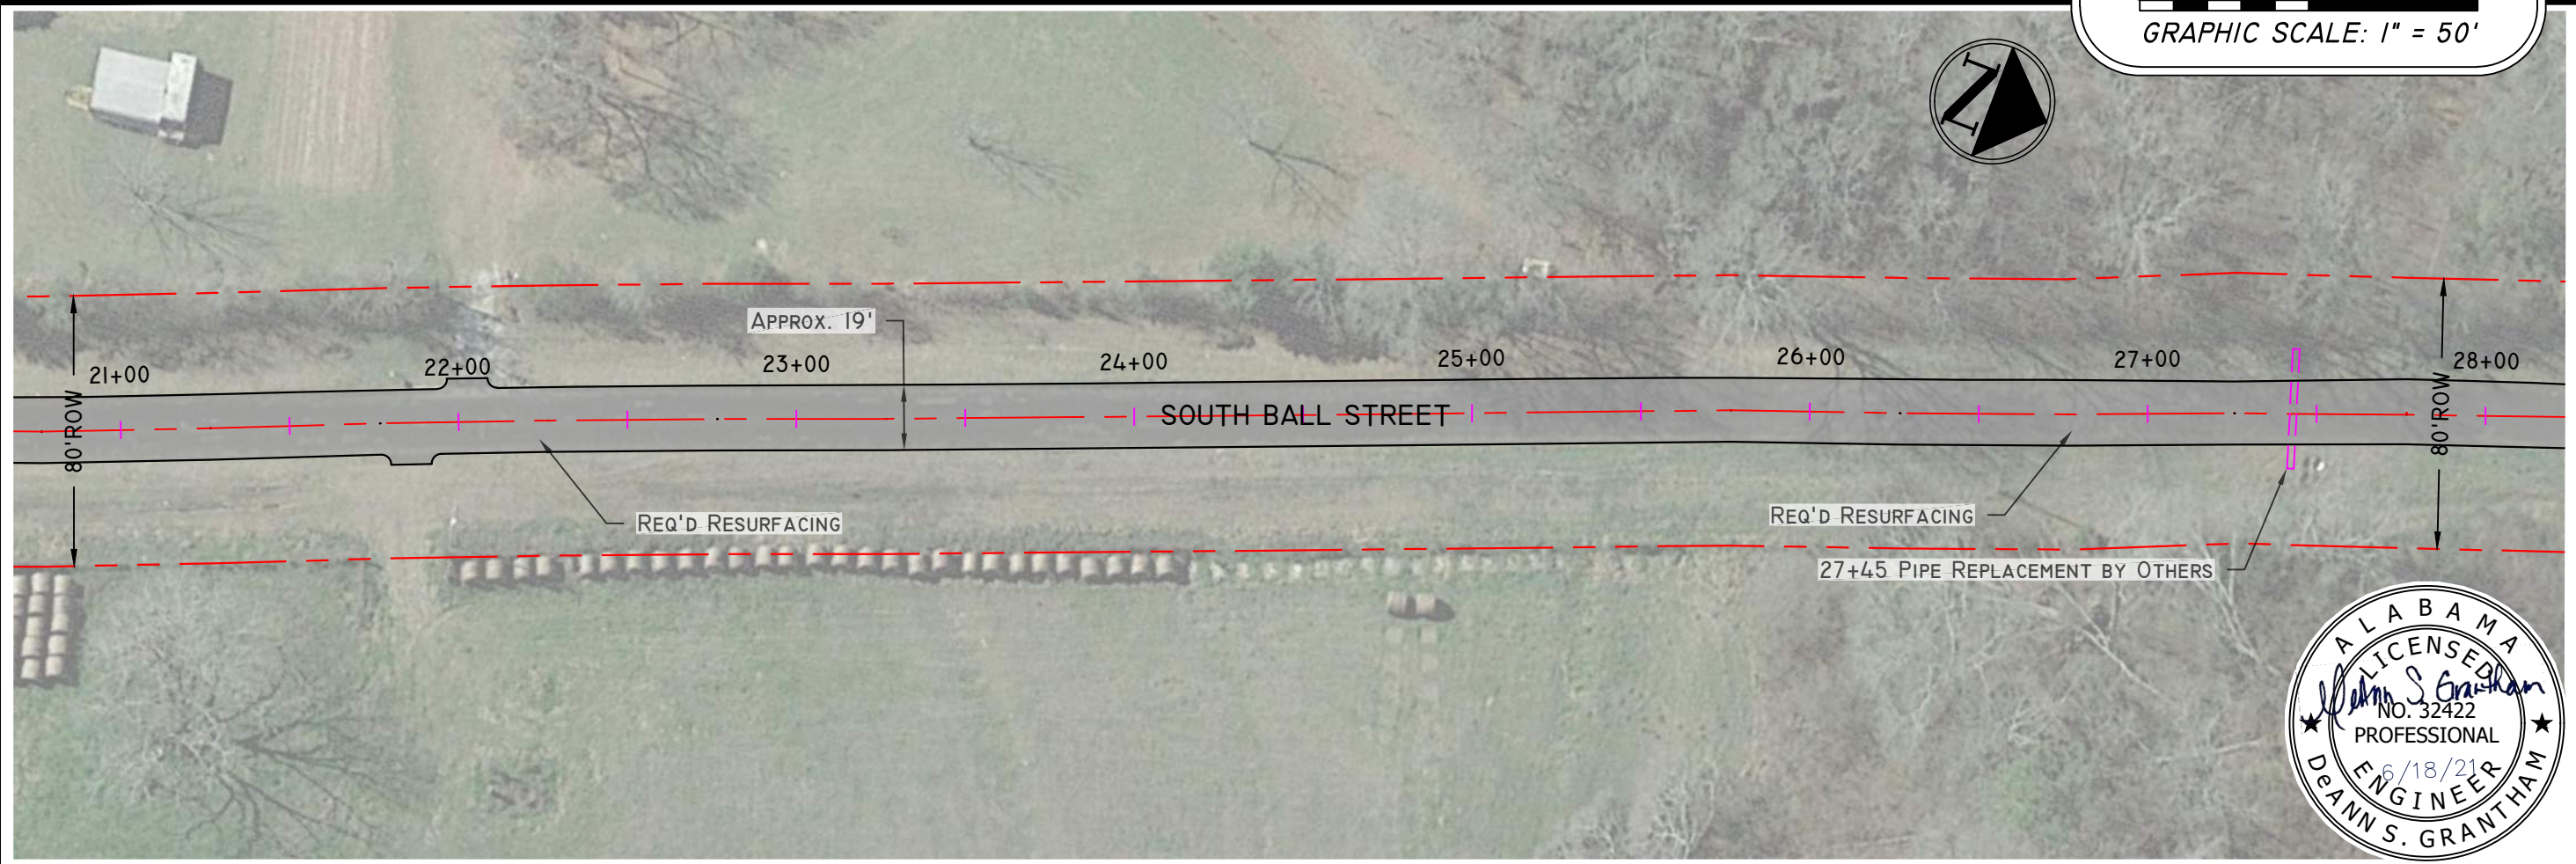 GRAPHIC SCALE: 1" = 50'
N
APPROX. 19'
21+00
22+00
23+00
24+00
25+00
26+00
27+00
28+00
80'ROW
SOUTH BALL STREET
80'ROW
REQ'D RESURFACING
REQ'D RESURFACING
27+45 PIPE REPLACEMENT BY OTHERS
ALABAMA
LICENSED
DeAnn S. Grantham
NO. 32422
PROFESSIONAL
6/18/21
ENGINEER
DeANN S. GRANTHAM